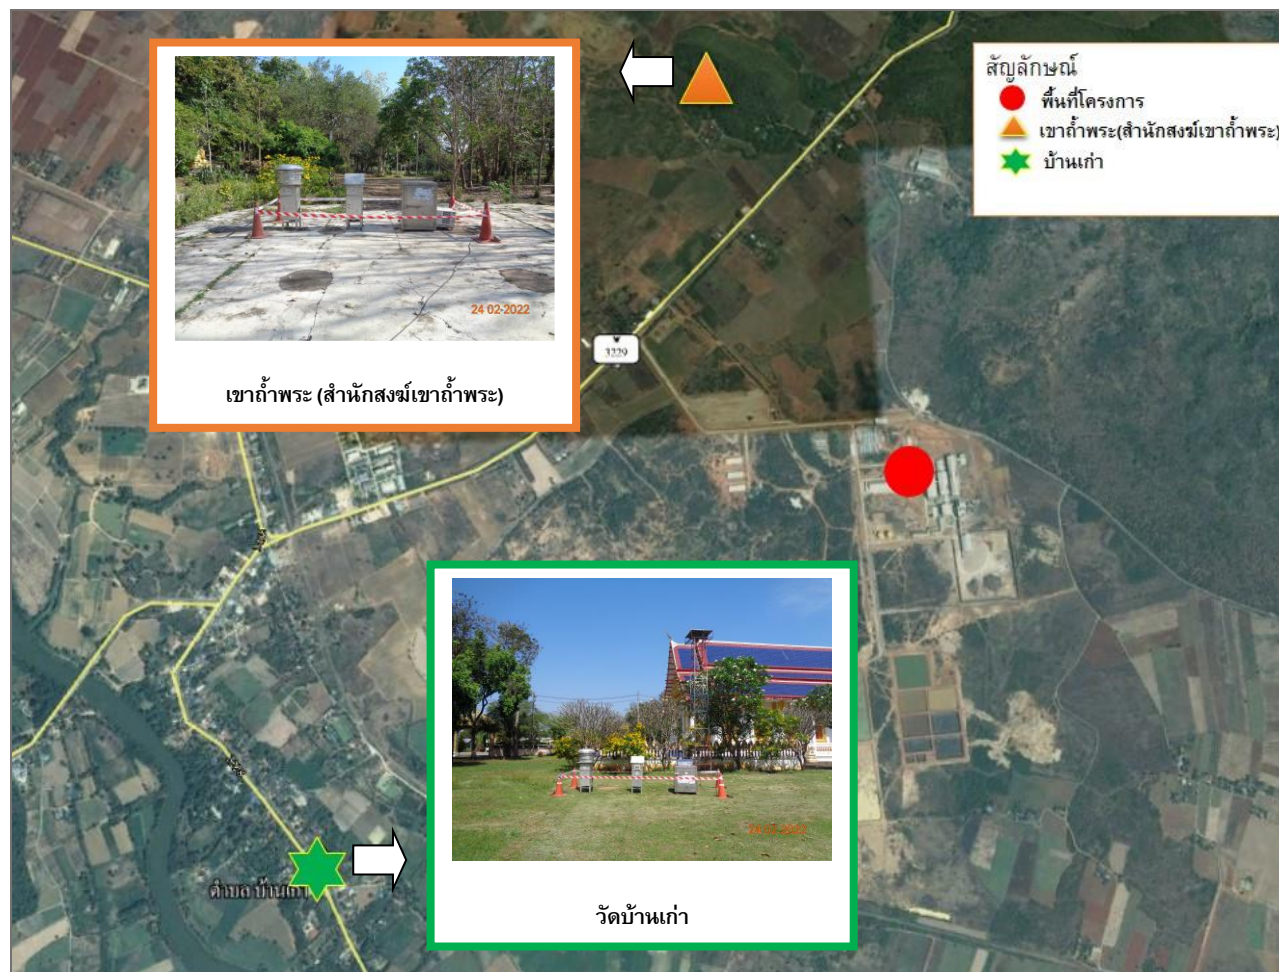 สัญลักษณ์
พื้นที่โครงการ
เขาถ้ำพระ(สำนักสงฆ์เขาถ้ำพระ)
บ้านเก่า
24 02-2022
เขาถ้ำพระ (สำนักสงฆ์เขาถ้ำพระ)
3229
24-02-2022
วัดบ้านเก่า
ตำบล บ้านเก่า